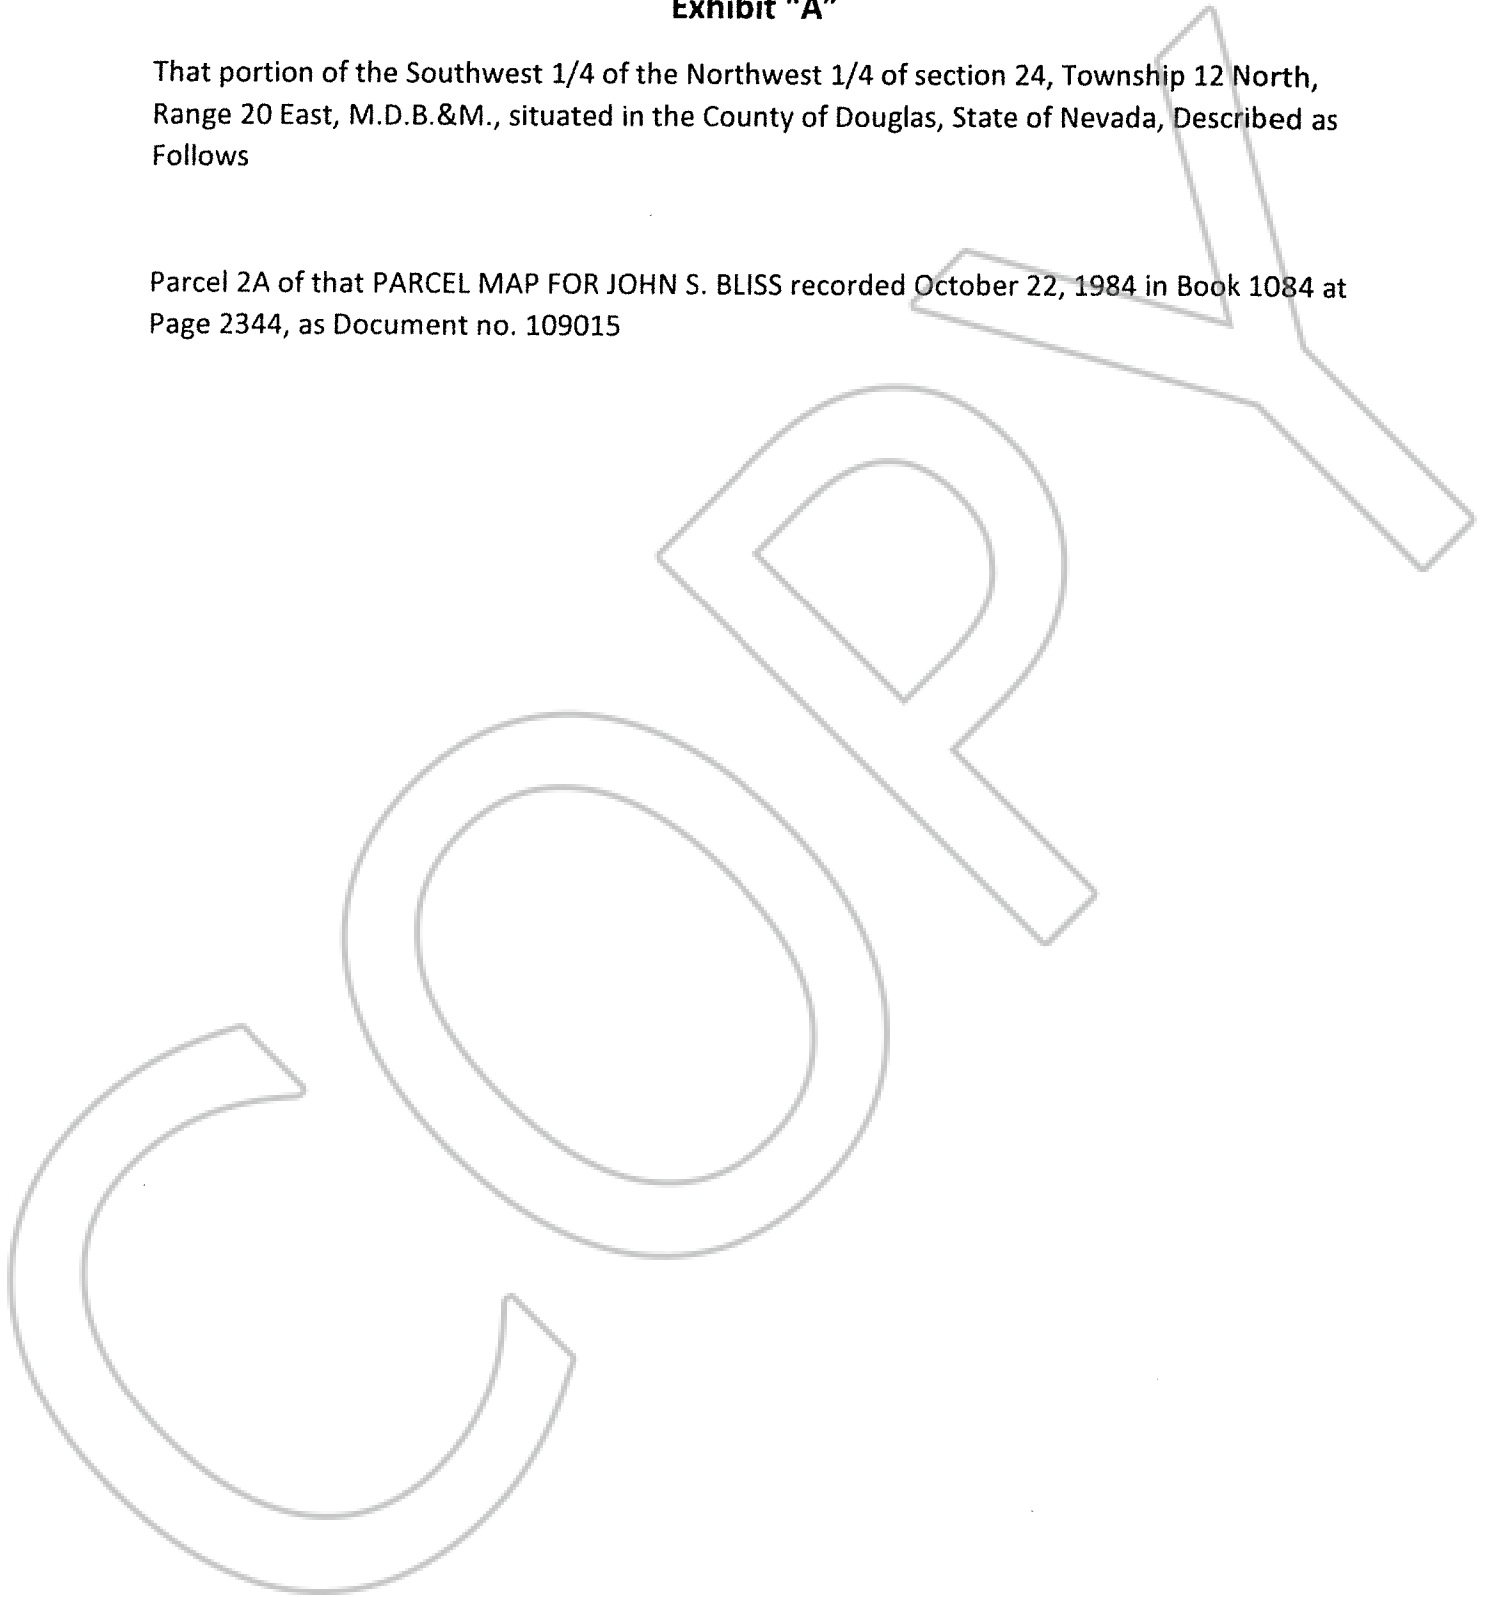 Exhibit "A"
That portion of the Southwest 1/4 of the Northwest 1/4 of section 24, Township 12 North,
Range 20 East, M.D.B.&M., situated in the County of Douglas, State of Nevada, Described as
Follows
Parcel 2A of that PARCEL MAP FOR JOHN S. BLISS recorded October 22, 1984 in Book 1084 at
Page 2344, as Document no. 109015
COPY